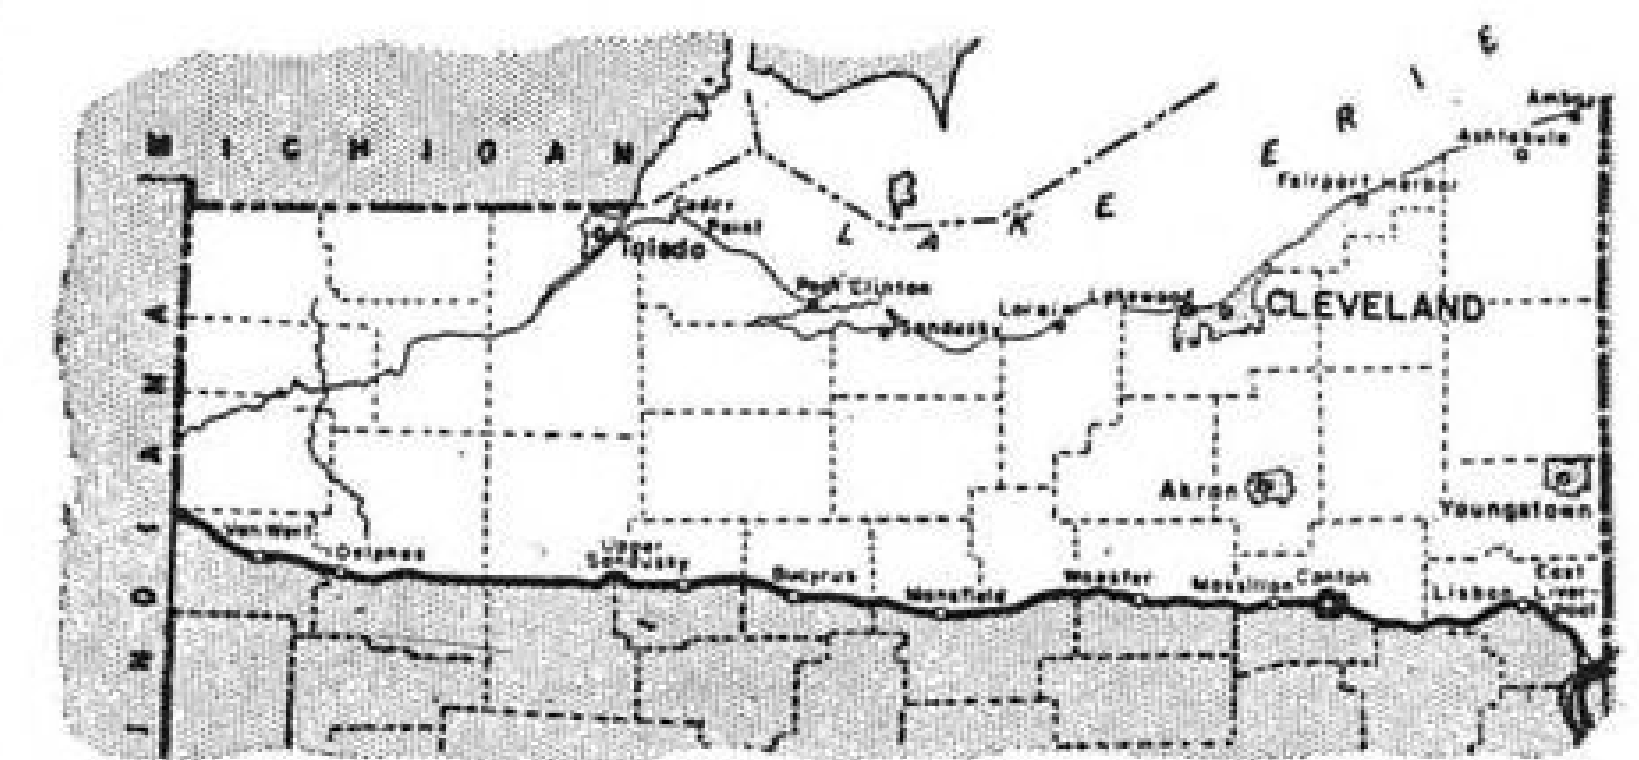 MICHIGAN
LAKE ERIE
Ashtabula
Fairport Harbor
Cedar
Point
Toledo
Port Clinton
Sandusky
Lorain
Lakewood
CLEVELAND
INDIANA
Akron
Youngstown
Van Wert
Delphos
Upper
Sandusky
Bucyrus
Mansfield
Wooster
Massillon
Canton
Lisbon
East
Liver-
pool